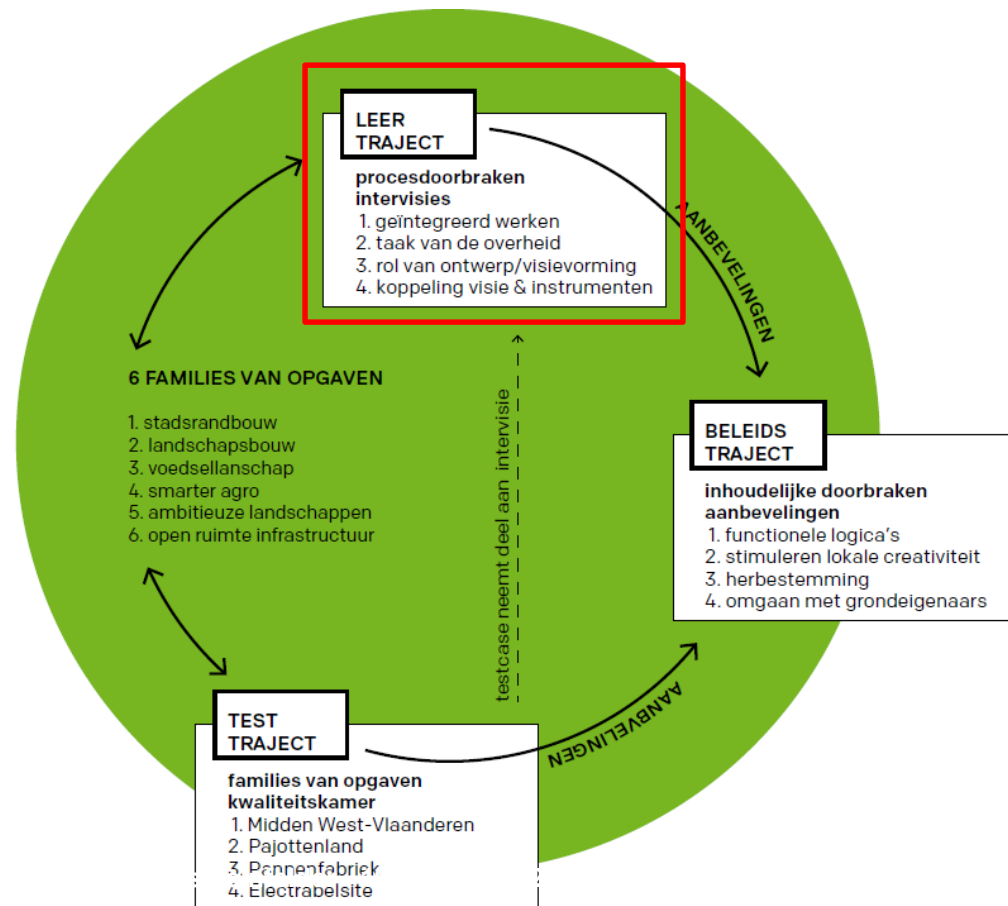 LEER
TRAJECT
procesdoorbraken
intervisies
1. geïntegreerd werken
2. taak van de overheid
3. rol van ontwerp/visievorming
4. koppeling visie & instrumenten
AANBEVELINGEN
6 FAMILIES VAN OPGAVEN
1. stadsrandbouw
2. landschapsbouw
3. voedsellanschap
4. smarter agro
5. ambitieuze landschappen
6. open ruimte infrastructuur
testcase neemt deel aan intervisie
BELEIDS
TRAJECT
inhoudelijke doorbraken
aanbevelingen
1. functionele logica's
2. stimuleren lokale creativiteit
3. herbestemming
4. omgaan met grondeigenaars
AANBVELINGEN
TEST
TRAJECT
families van opgaven
kwaliteitskamer
1. Midden West-Vlaanderen
2. Pajottenland
3. Pannenfabriek
4. Electrabelsite